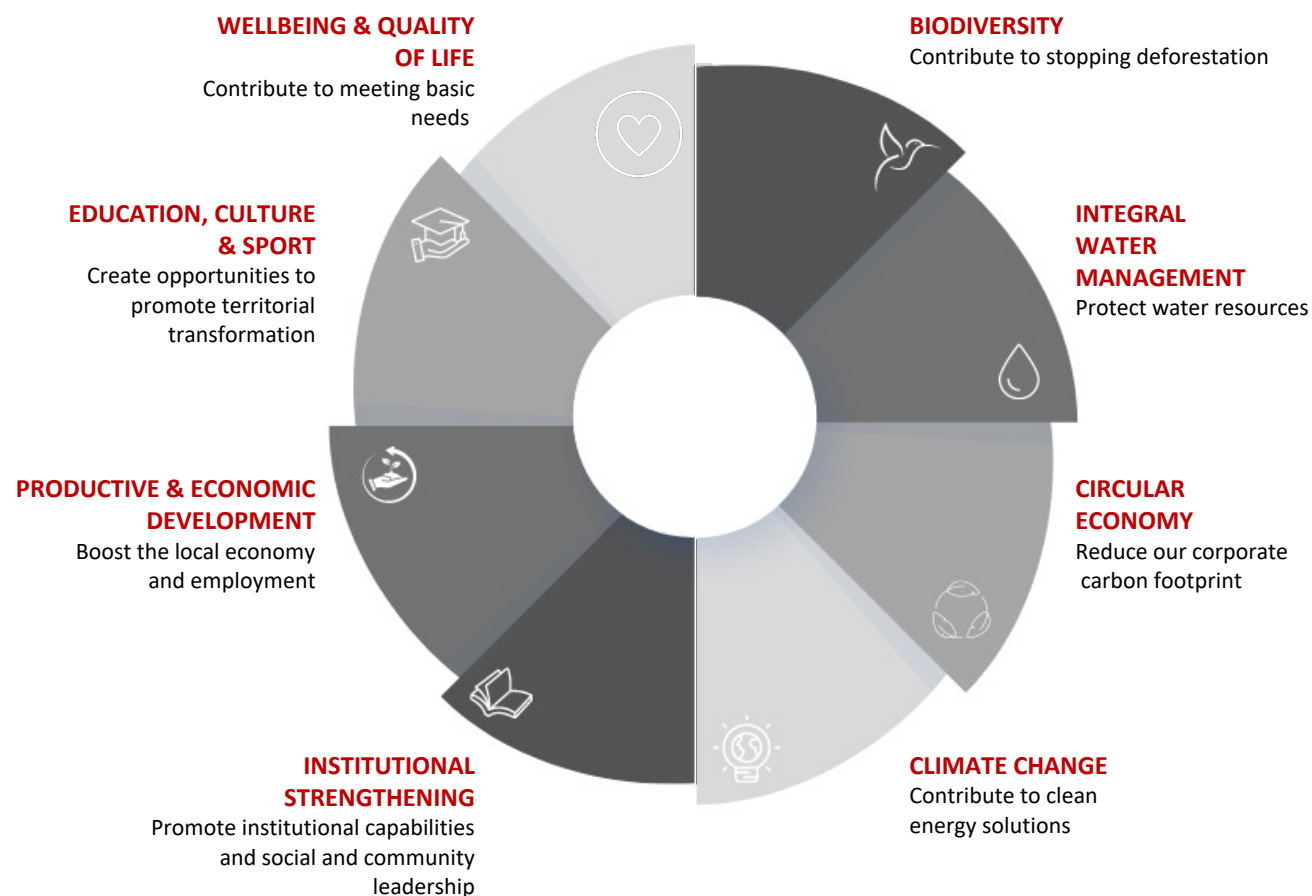 WELLBEING & QUALITY
OF LIFE
Contribute to meeting basic
needs
BIODIVERSITY
Contribute to stopping deforestation
EDUCATION, CULTURE
& SPORT
Create opportunities to
promote territorial
transformation
INTEGRAL
WATER
MANAGEMENT
Protect water resources
PRODUCTIVE & ECONOMIC
DEVELOPMENT
Boost the local economy
and employment
CIRCULAR
ECONOMY
Reduce our corporate
carbon footprint
INSTITUTIONAL
STRENGTHENING
Promote institutional capabilities
and social and community
leadership
CLIMATE CHANGE
Contribute to clean
energy solutions